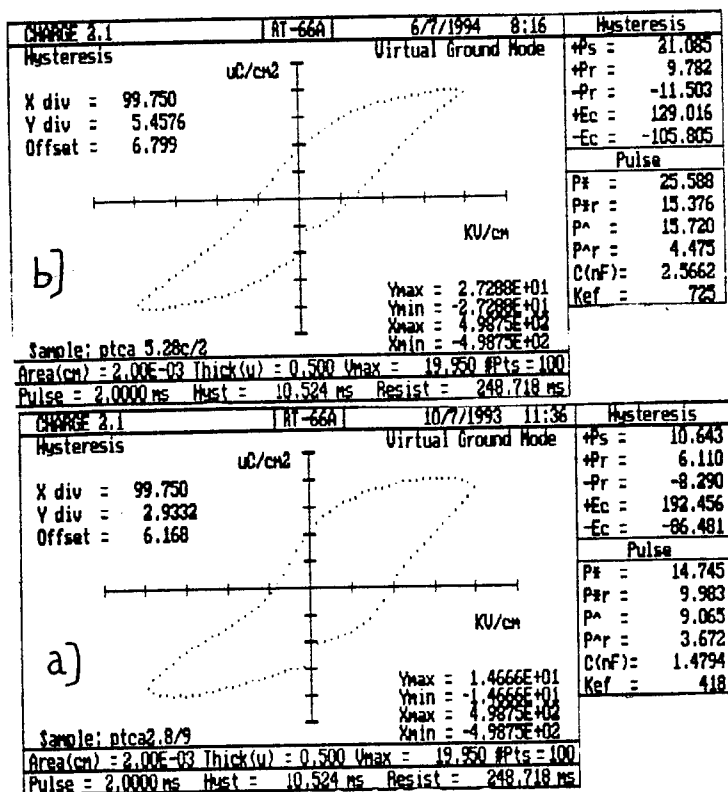 CHARGE 2.1 RT-66A 6/7/1994 8:16
Hysteresis Virtual Ground Mode
uC/cm2
X div = 99.750
Y div = 5.4576
Offset = 6.799
KV/cm
b]
Ymax = 2.7288E+01
Ymin = -2.7288E+01
Xmax = 4.9875E+02
Xmin = -4.9875E+02
Sample: ptca 5.28c/2
Area(cm) = 2.00E-03 Thick(u) = 0.500 Vmax = 19.950 #Pts=100
Pulse = 2.0000 ms Hyst = 10.524 ms Resist = 248.718 ms
Hysteresis
+Ps = 21.085
+Pr = 9.782
-Pr = -11.503
+Ec = 129.016
-Ec = -105.805
Pulse
P* = 25.588
P*r = 15.376
P^ = 15.720
P^r = 4.475
C(nF)= 2.5662
Kef = 725
CHARGE 2.1 RT-66A 10/7/1993 11:36
Hysteresis Virtual Ground Mode
uC/cm2
X div = 99.750
Y div = 2.9332
Offset = 6.168
KV/cm
a)
Ymax = 1.4666E+01
Ymin = -1.4666E+01
Xmax = 4.9875E+02
Xmin = -4.9875E+02
Sample: ptca2.8/9
Area(cm) = 2.00E-03 Thick(u) = 0.500 Vmax = 19.950 #Pts=100
Pulse = 2.0000 ms Hyst = 10.524 ms Resist = 248.718 ms
Hysteresis
+Ps = 10.643
+Pr = 6.110
-Pr = -8.290
+Ec = 192.456
-Ec = -86.481
Pulse
P* = 14.745
P*r = 9.983
P^ = 9.065
P^r = 3.672
C(nF)= 1.4794
Kef = 418